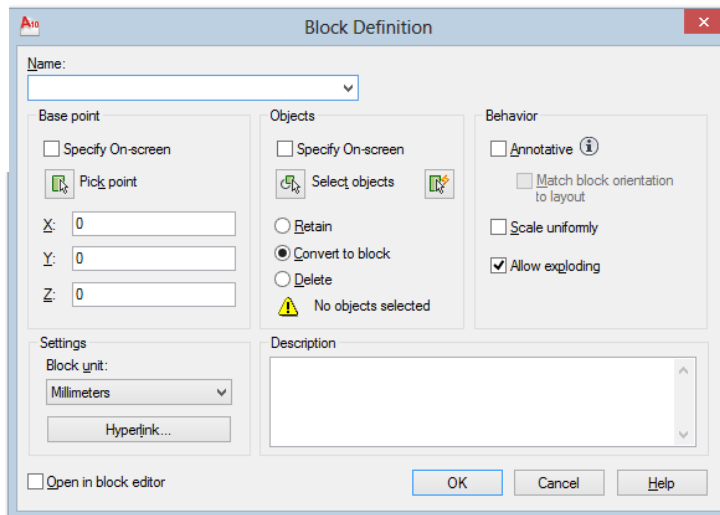 A10
Block Definition
Name:
Base point
Specify On-screen
Pick point
X: 0
Y: 0
Z: 0
Objects
Specify On-screen
Select objects
Retain
Convert to block
Delete
No objects selected
Behavior
Annotative
Match block orientation
to layout
Scale uniformly
Allow exploding
Settings
Block unit:
Millimeters
Hyperlink...
Description
Open in block editor
OK
Cancel
Help